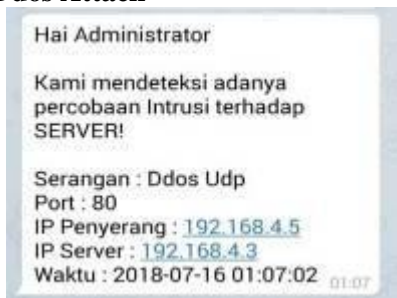 Hai Administrator
Kami mendeteksi adanya
percobaan Intrusi terhadap
SERVER!
Serangan : Ddos Udp
Port : 80
IP Penyerang : 192.168.4.5
IP Server : 192.168.4.3
Waktu : 2018-07-16 01:07:02
01:07